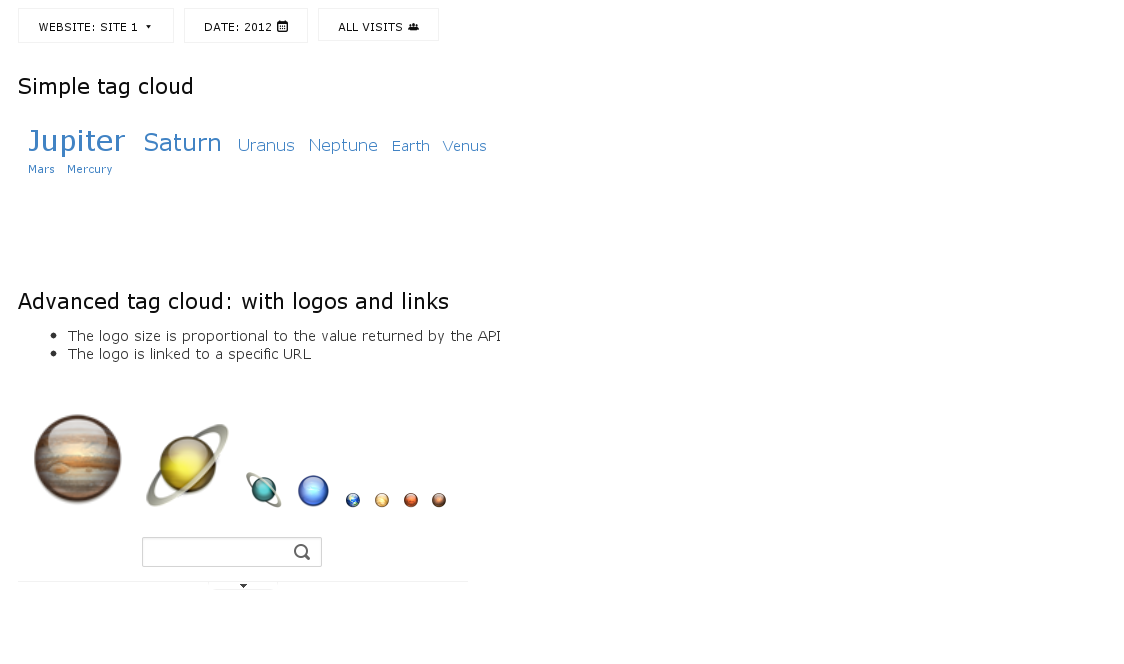 WEBSITE: SITE 1
DATE: 2012
ALL VISITS
Simple tag cloud
Jupiter Saturn Uranus Neptune Earth Venus
Mars Mercury
Advanced tag cloud: with logos and links
The logo size is proportional to the value returned by the API
The logo is linked to a specific URL